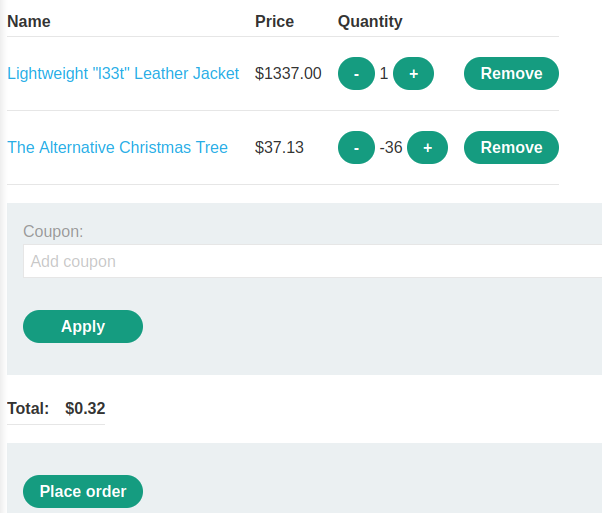 Name Price Quantity
Lightweight "l33t" Leather Jacket $1337.00 - 1 + Remove
The Alternative Christmas Tree $37.13 - -36 + Remove
Coupon:
Add coupon
Apply
Total: $0.32
Place order